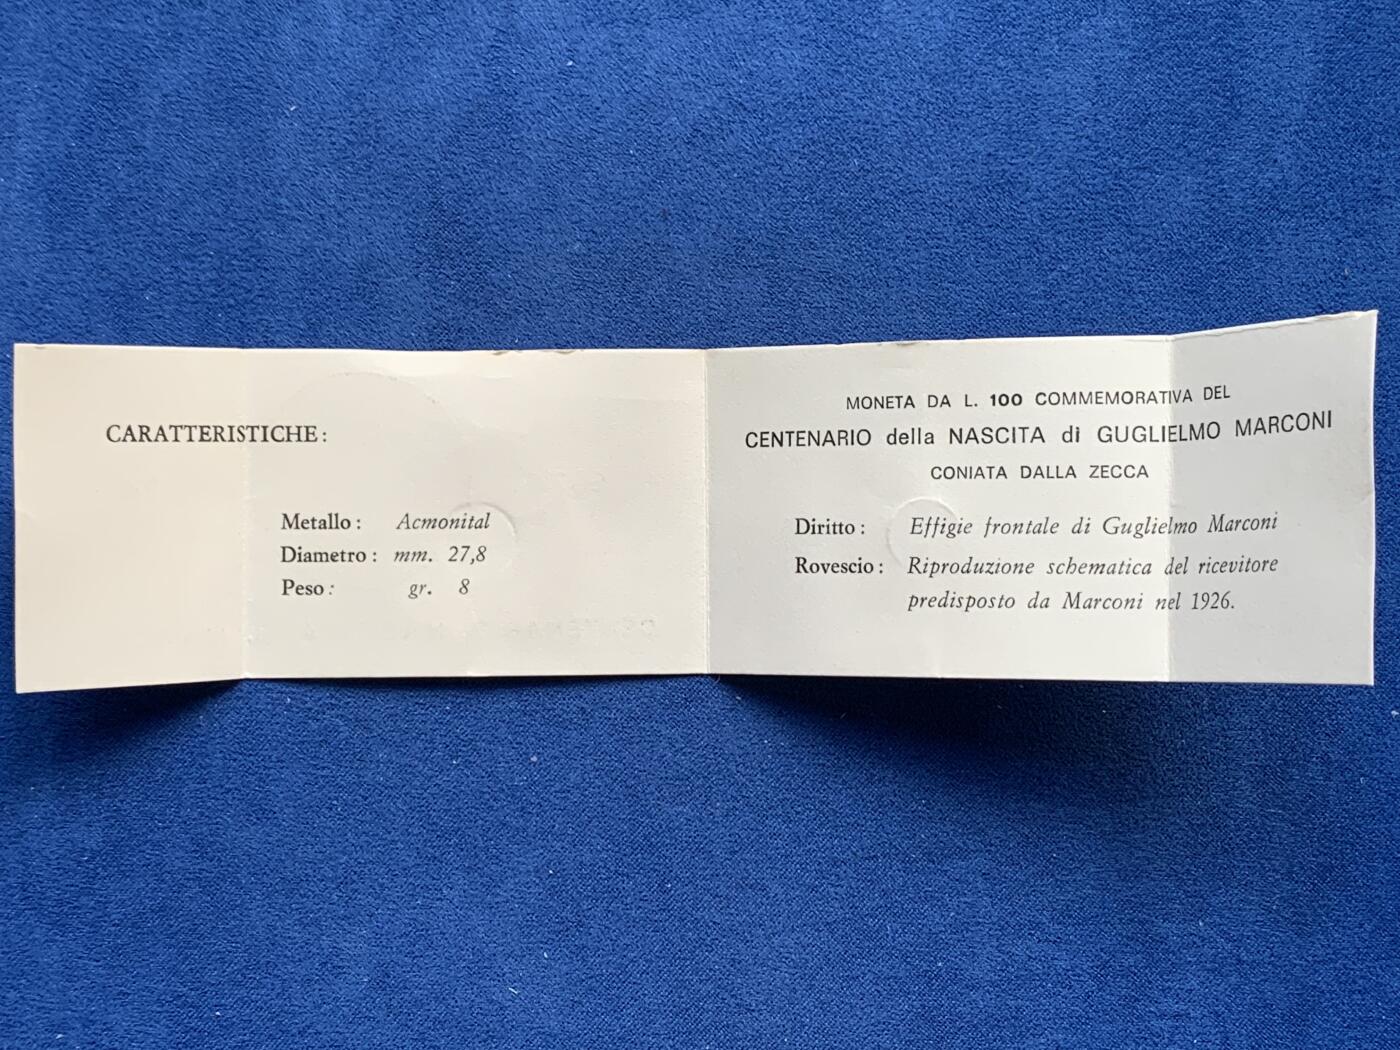 CARATTERISTICHE:
Metallo: Acmonital
Diametro: mm. 27,8
Peso: gr. 8
MONETA DA L. 100 COMMEMORATIVA DEL
CENTENARIO della NASCITA di GUGLIELMO MARCONI
CONIATA DALLA ZECCA
Diritto: Effigie frontale di Guglielmo Marconi
Rovescio: Riproduzione schematica del ricevitore
predisposto da Marconi nel 1926.